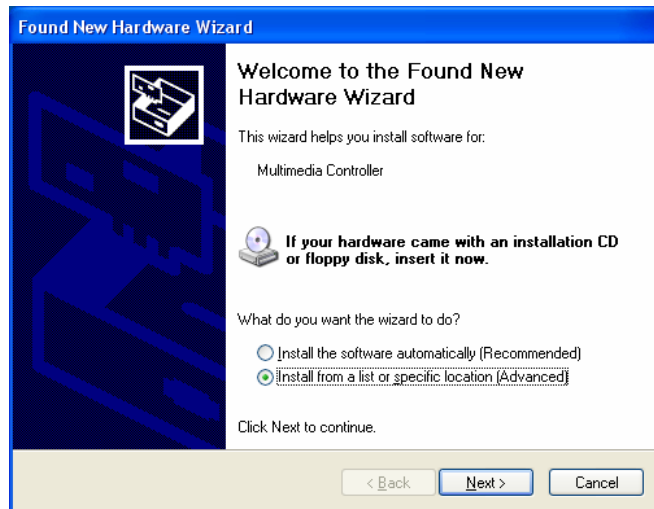 Found New Hardware Wizard
Welcome to the Found New
Hardware Wizard
This wizard helps you install software for:
Multimedia Controller
If your hardware came with an installation CD
or floppy disk, insert it now.
What do you want the wizard to do?
Install the software automatically (Recommended)
Install from a list or specific location (Advanced)
Click Next to continue.
< Back Next > Cancel